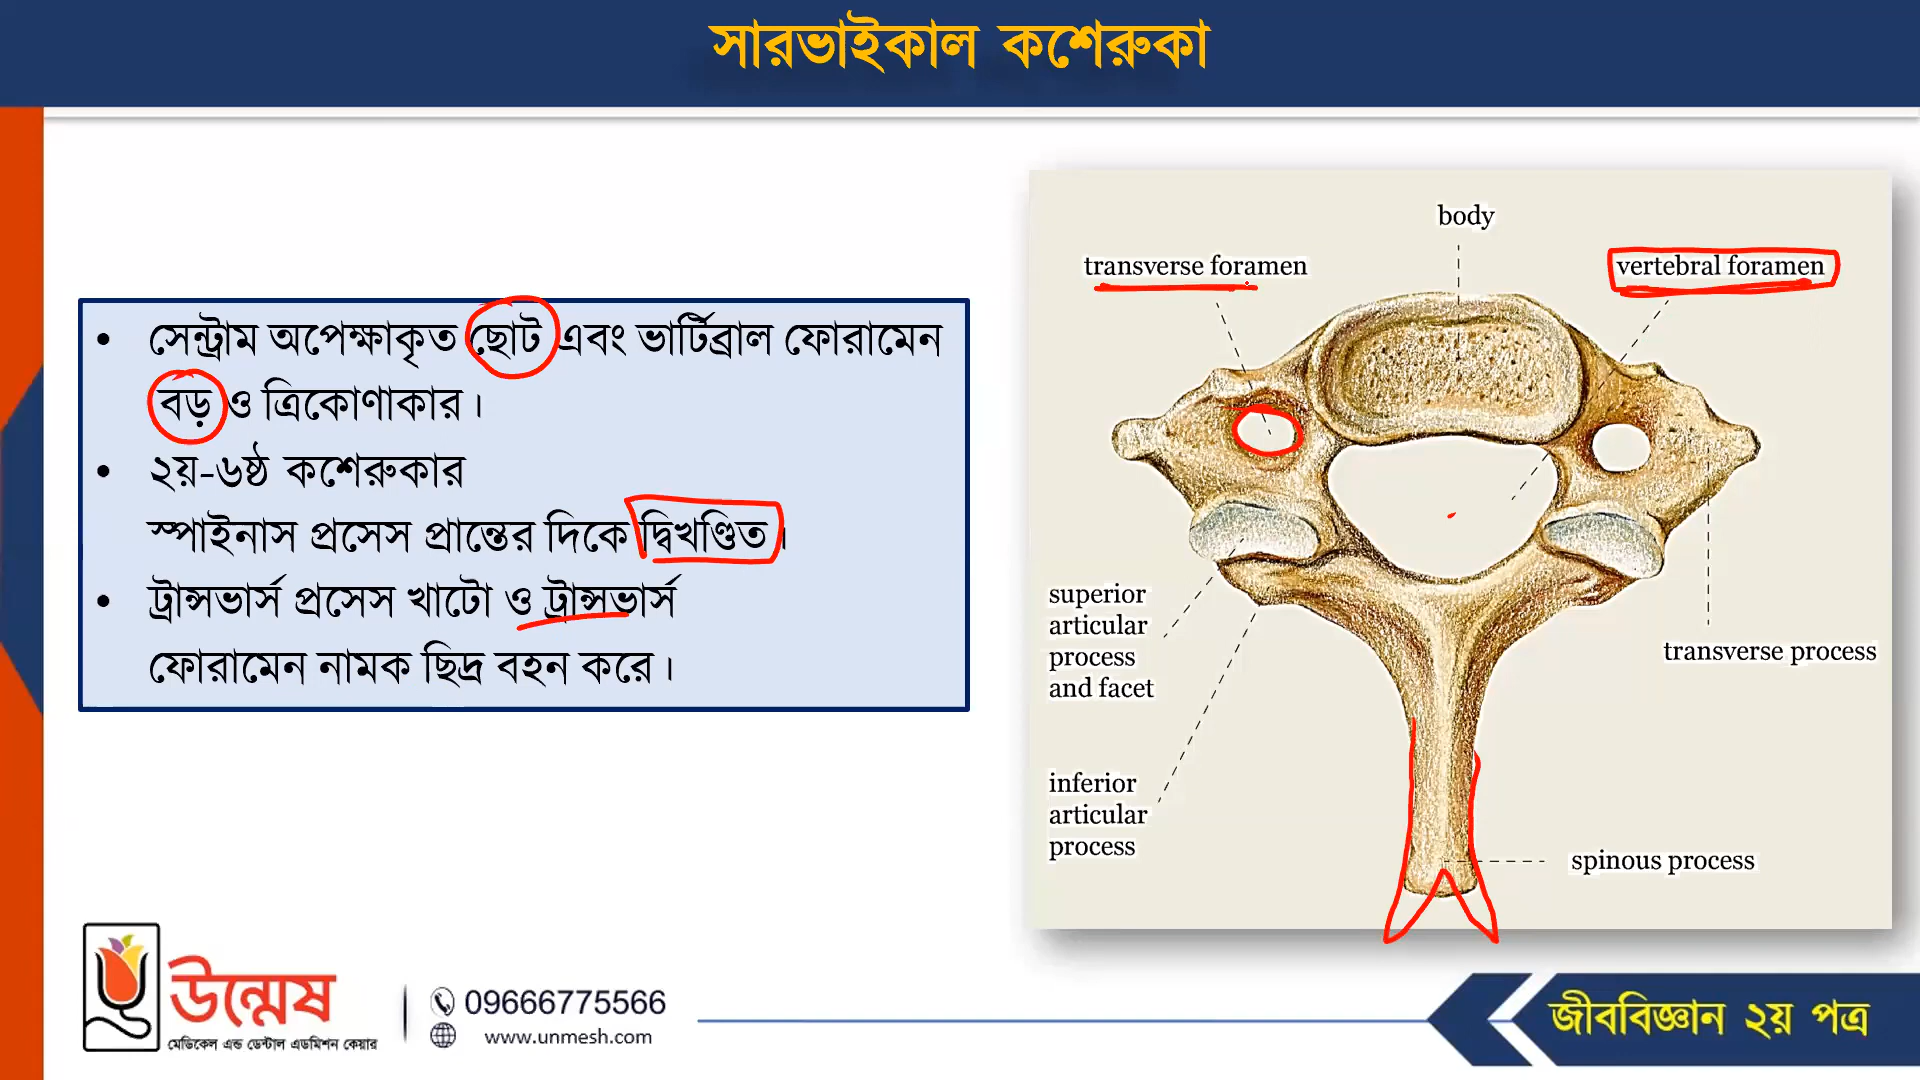 সারভাইকাল কশেরুকা
• সেন্ট্রাম অপেক্ষাকৃত ছোট এবং ভার্টিব্রাল ফোরামেন
বড় ও ত্রিকোণাকার।
• ২য়-৬ষ্ঠ কশেরুকার
স্পাইনাস প্রসেস প্রান্তের দিকে দ্বিখণ্ডিত।
• ট্রান্সভার্স প্রসেস খাটো ও ট্রান্সভার্স
ফোরামেন নামক ছিদ্র বহন করে।
body
transverse foramen
vertebral foramen
superior
articular
process
and facet
transverse process
inferior
articular
process
spinous process
উন্মেষ
মেডিকেল এন্ড ডেন্টাল এডমিশন কেয়ার
09666775566
www.unmesh.com
জীববিজ্ঞান ২য় পত্র